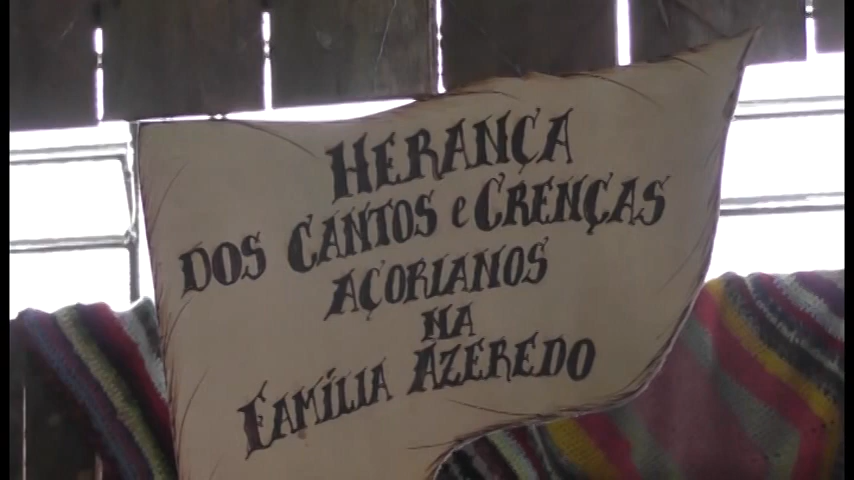 HERANÇA
DOS CANTOS e CRENÇAS
AÇORIANOS
NA
FAMÍLIA AZEREDO